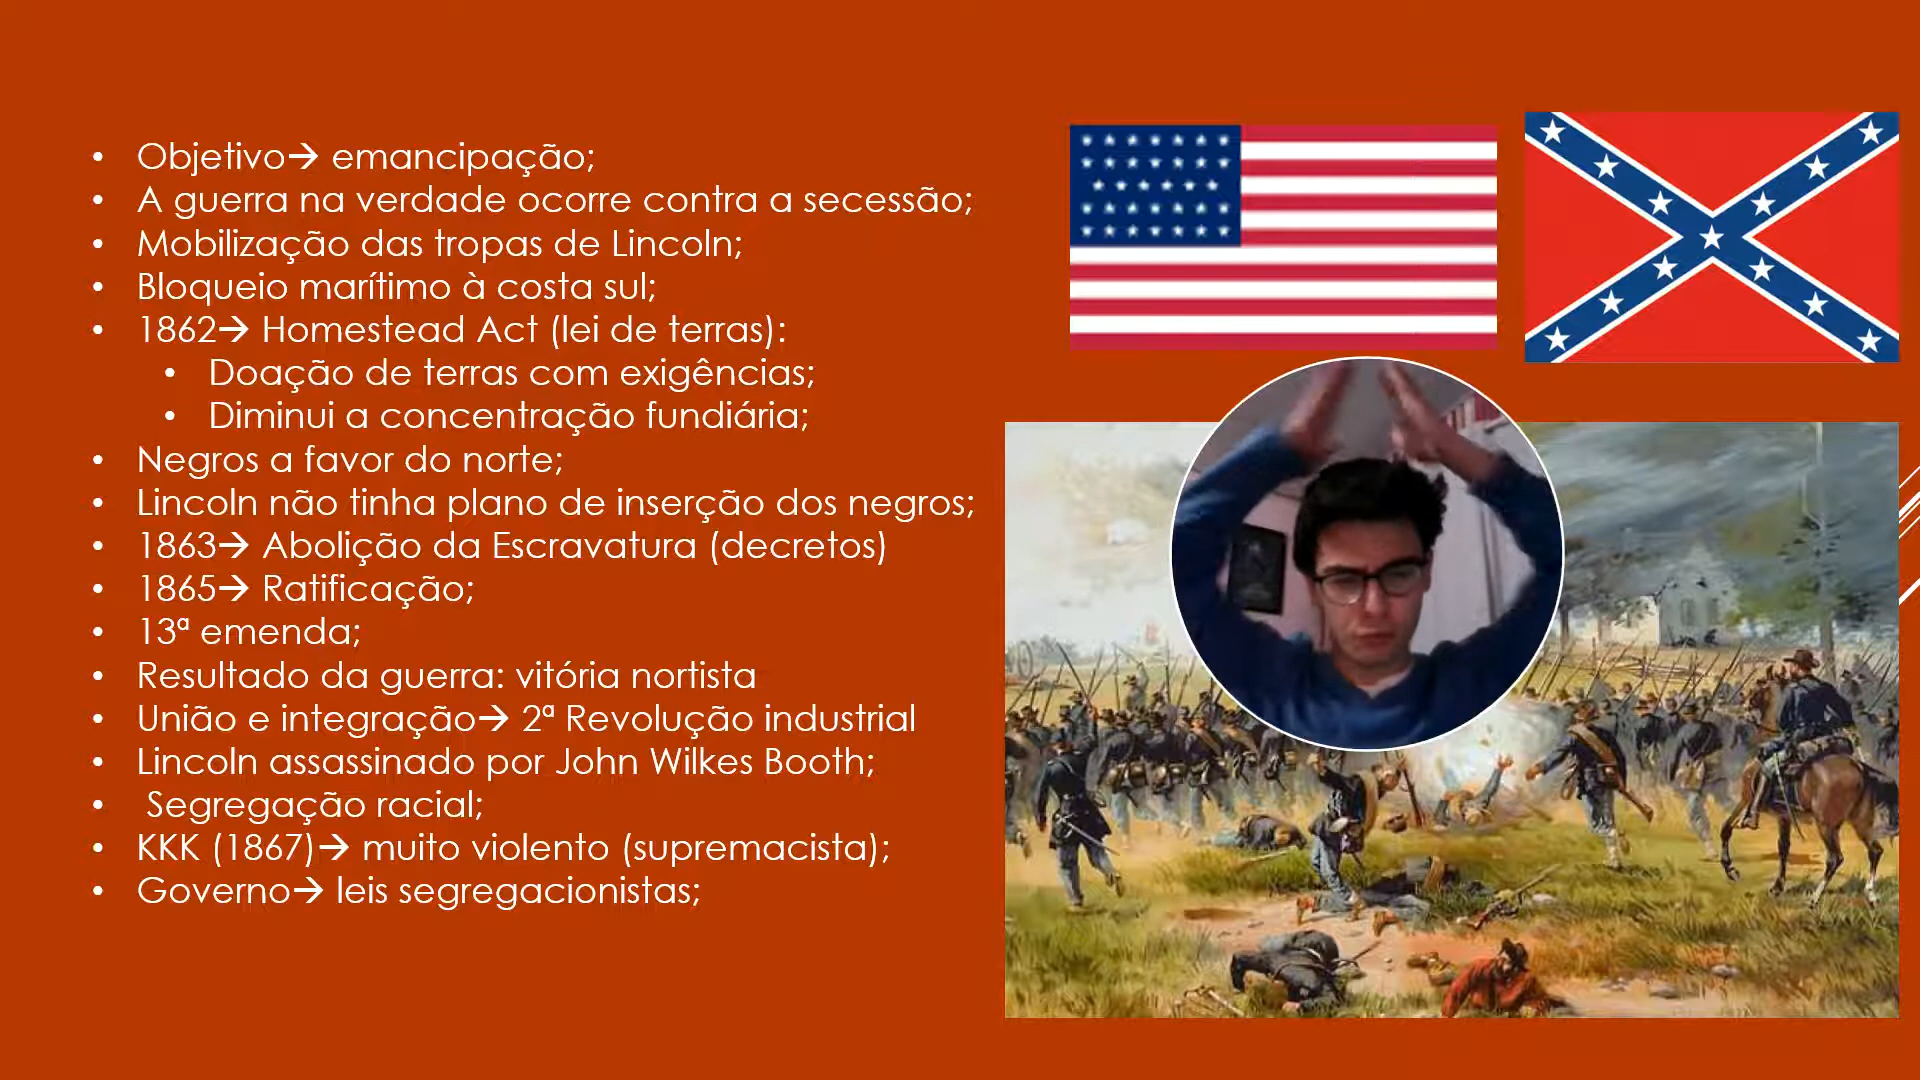 • Objetivo→ emancipação;
• A guerra na verdade ocorre contra a secessão;
• Mobilização das tropas de Lincoln;
• Bloqueio marítimo à costa sul;
• 1862→ Homestead Act (lei de terras):
• Doação de terras com exigências;
• Diminui a concentração fundiária;
• Negros a favor do norte;
• Lincoln não tinha plano de inserção dos negros;
• 1863→ Abolição da Escravatura (decretos)
• 1865→ Ratificação;
• 13ª emenda;
• Resultado da guerra: vitória nortista
• União e integração→ 2ª Revolução industrial
• Lincoln assassinado por John Wilkes Booth;
• Segregação racial;
• KKK (1867)→ muito violento (supremacista);
• Governo→ leis segregacionistas;